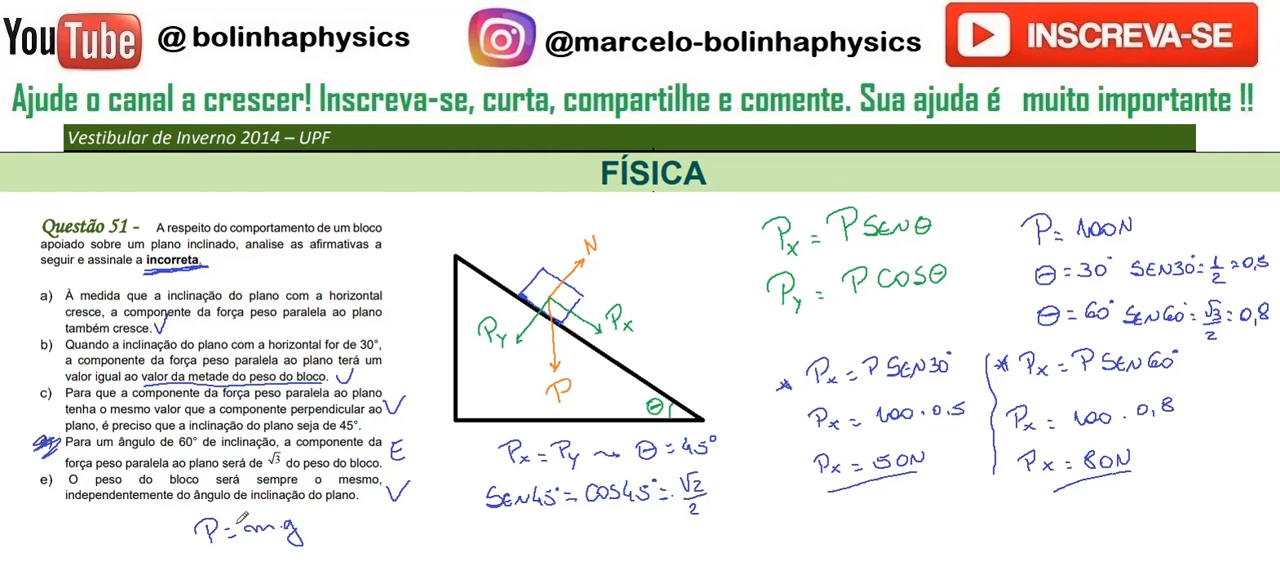 YouTube @ bolinhaphysics @marcelo-bolinhaphysics INSCREVA-SE
Ajude o canal a crescer! Inscreva-se, curta, compartilhe e comente. Sua ajuda é muito importante !!
Vestibular de Inverno 2014 – UPF
FÍSICA
Questão 51 - A respeito do comportamento de um bloco
apoiado sobre um plano inclinado, analise as afirmativas a
seguir e assinale a incorreta.
a) À medida que a inclinação do plano com a horizontal
cresce, a componente da força peso paralela ao plano
também cresce.
b) Quando a inclinação do plano com a horizontal for de 30°,
a componente da força peso paralela ao plano terá um
valor igual ao valor da metade do peso do bloco.
c) Para que a componente da força peso paralela ao plano
tenha o mesmo valor que a componente perpendicular ao
plano, é preciso que a inclinação do plano seja de 45°.
Para um ângulo de 60° de inclinação, a componente da
força peso paralela ao plano será de √3 do peso do bloco. E
e) O peso do bloco será sempre o mesmo,
independentemente do ângulo de inclinação do plano.
P = m.g
N
Px
Py
P
θ
Px = Py ~ θ = 45°
SEN45° = COS45° = √2/2
Px = P SENθ
Py = P COSθ
P = 100N
θ = 30° SEN30° = 1/2 = 0,5
θ = 60° SEN60° = √3/2 = 0,8
* Px = P SEN30°
Px = 100 . 0,5
Px = 50N
* Px = P SEN60°
Px = 100 . 0,8
Px = 80N